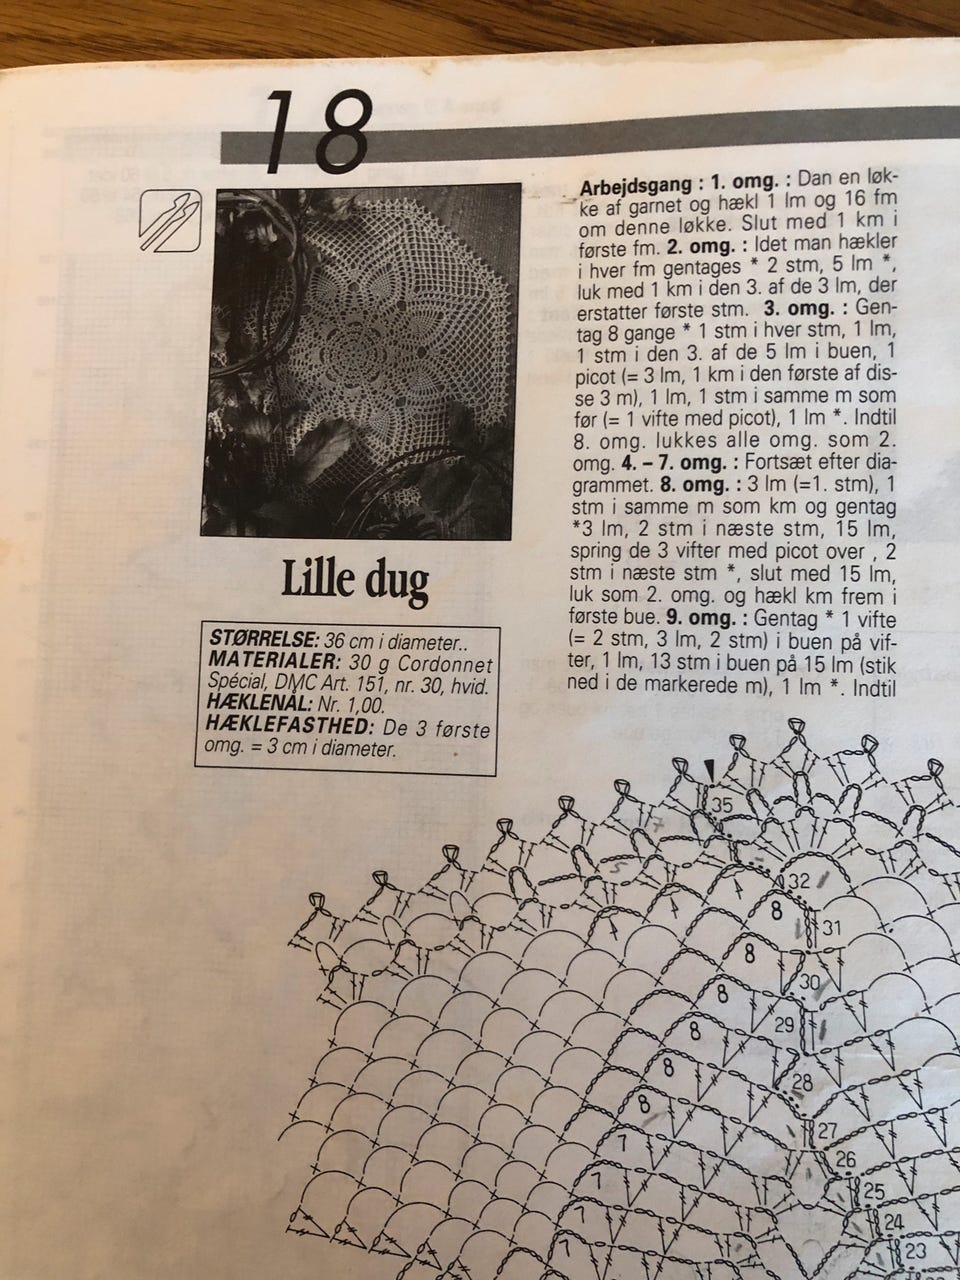 18
Lille dug
STØRRELSE: 36 cm i diameter..
MATERIALER: 30 g Cordonnet
Spécial, DMC Art. 151, nr. 30, hvid.
HÆKLENÅL: Nr. 1,00.
HÆKLEFASTHED: De 3 første
omg. = 3 cm i diameter.
Arbejdsgang : 1. omg. : Dan en løk-
ke af garnet og hækl 1 lm og 16 fm
om denne løkke. Slut med 1 km i
første fm. 2. omg. : Idet man hækler
i hver fm gentages * 2 stm, 5 lm *,
luk med 1 km i den 3. af de 3 lm, der
erstatter første stm. 3. omg. : Gen-
tag 8 gange * 1 stm i hver stm, 1 lm,
1 stm i den 3. af de 5 lm i buen, 1
picot (= 3 lm, 1 km i den første af dis-
se 3 m), 1 lm, 1 stm i samme m som
før (= 1 vifte med picot), 1 lm *. Indtil
8. omg. lukkes alle omg. som 2.
omg. 4. – 7. omg. : Fortsæt efter dia-
grammet. 8. omg. : 3 lm (=1. stm), 1
stm i samme m som km og gentag
*3 lm, 2 stm i næste stm, 15 lm,
spring de 3 vifter med picot over , 2
stm i næste stm *, slut med 15 lm,
luk som 2. omg. og hækl km frem i
første bue. 9. omg. : Gentag * 1 vifte
(= 2 stm, 3 lm, 2 stm) i buen på vif-
ter, 1 lm, 13 stm i buen på 15 lm (stik
ned i de markerede m), 1 lm *. Indtil
35
32
8
31
8
30
8
29
8
28
8
27
8
26
7
25
7
24
7
23
7